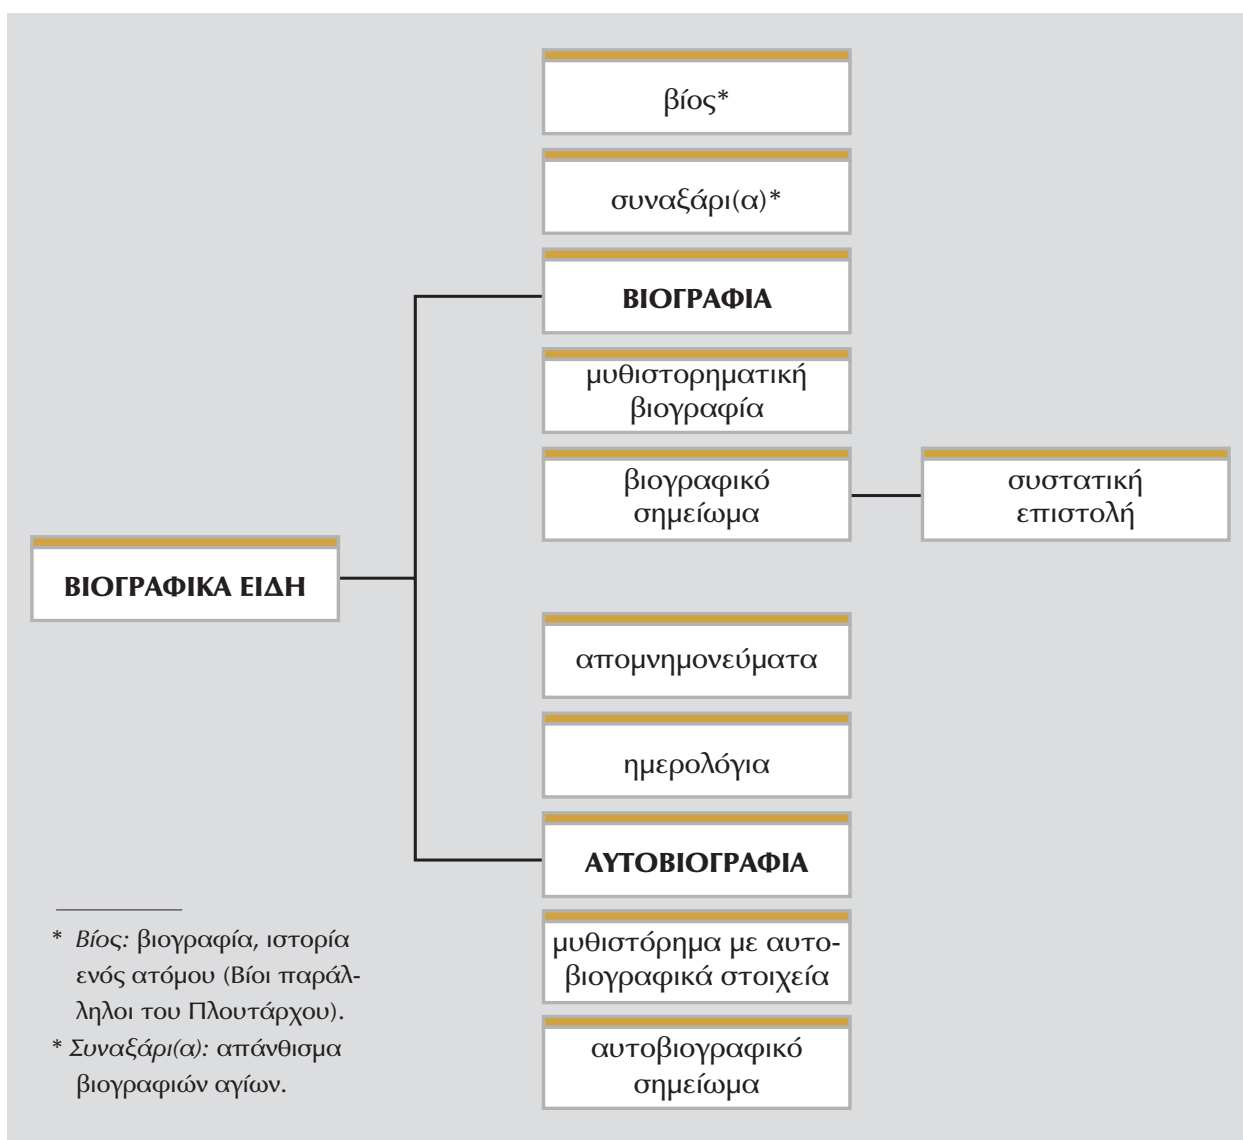 βίος*
συναξάρι(α)*
ΒΙΟΓΡΑΦΙΑ
μυθιστορηματική
βιογραφία
βιογραφικό
σημείωμα
συστατική
επιστολή
ΒΙΟΓΡΑΦΙΚΑ ΕΙΔΗ
απομνημονεύματα
ημερολόγια
ΑΥΤΟΒΙΟΓΡΑΦΙΑ
μυθιστόρημα με αυτο-
βιογραφικά στοιχεία
αυτοβιογραφικό
σημείωμα
* Βίος: βιογραφία, ιστορία
ενός ατόμου (Βίοι παράλ-
ληλοι του Πλουτάρχου).
* Συναξάρι(α): απάνθισμα
βιογραφιών αγίων.